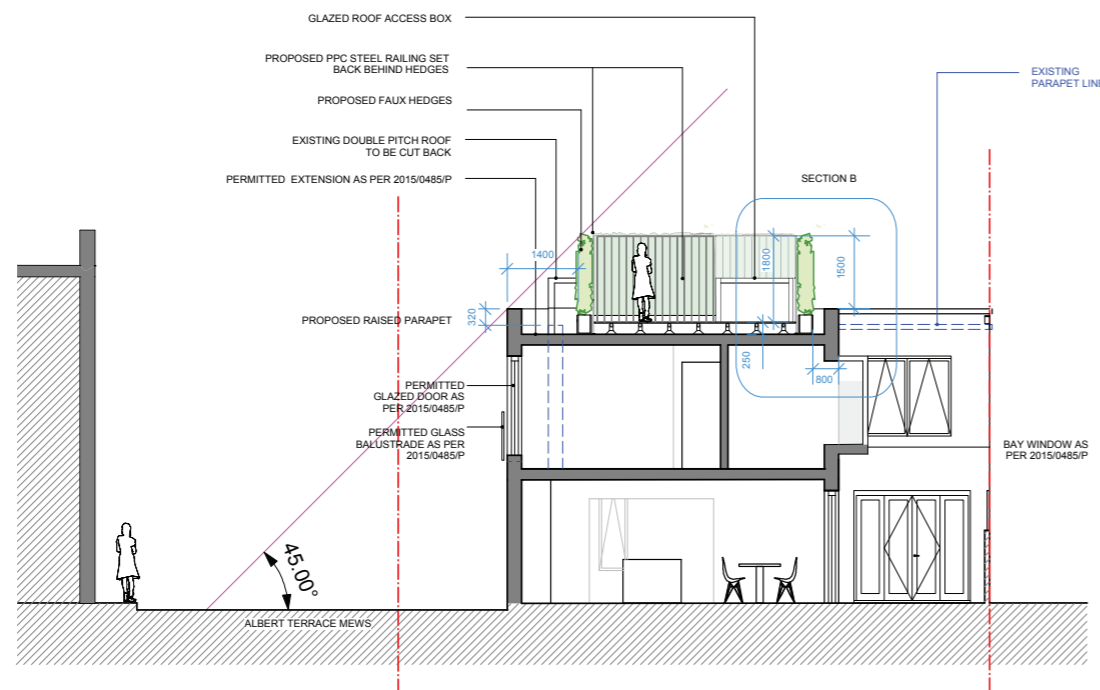 GLAZED ROOF ACCESS BOX
PROPOSED PPC STEEL RAILING SET
BACK BEHIND HEDGES
EXISTING
PARAPET LINE
PROPOSED FAUX HEDGES
EXISTING DOUBLE PITCH ROOF
TO BE CUT BACK
PERMITTED EXTENSION AS PER 2015/0485/P
SECTION B
1400
1800
1500
320
PROPOSED RAISED PARAPET
250
800
PERMITTED
GLAZED DOOR AS
PER 2015/0485/P
PERMITTED GLASS
BALUSTRADE AS PER
2015/0485/P
BAY WINDOW AS
PER 2015/0485/P
45.00°
ALBERT TERRACE MEWS